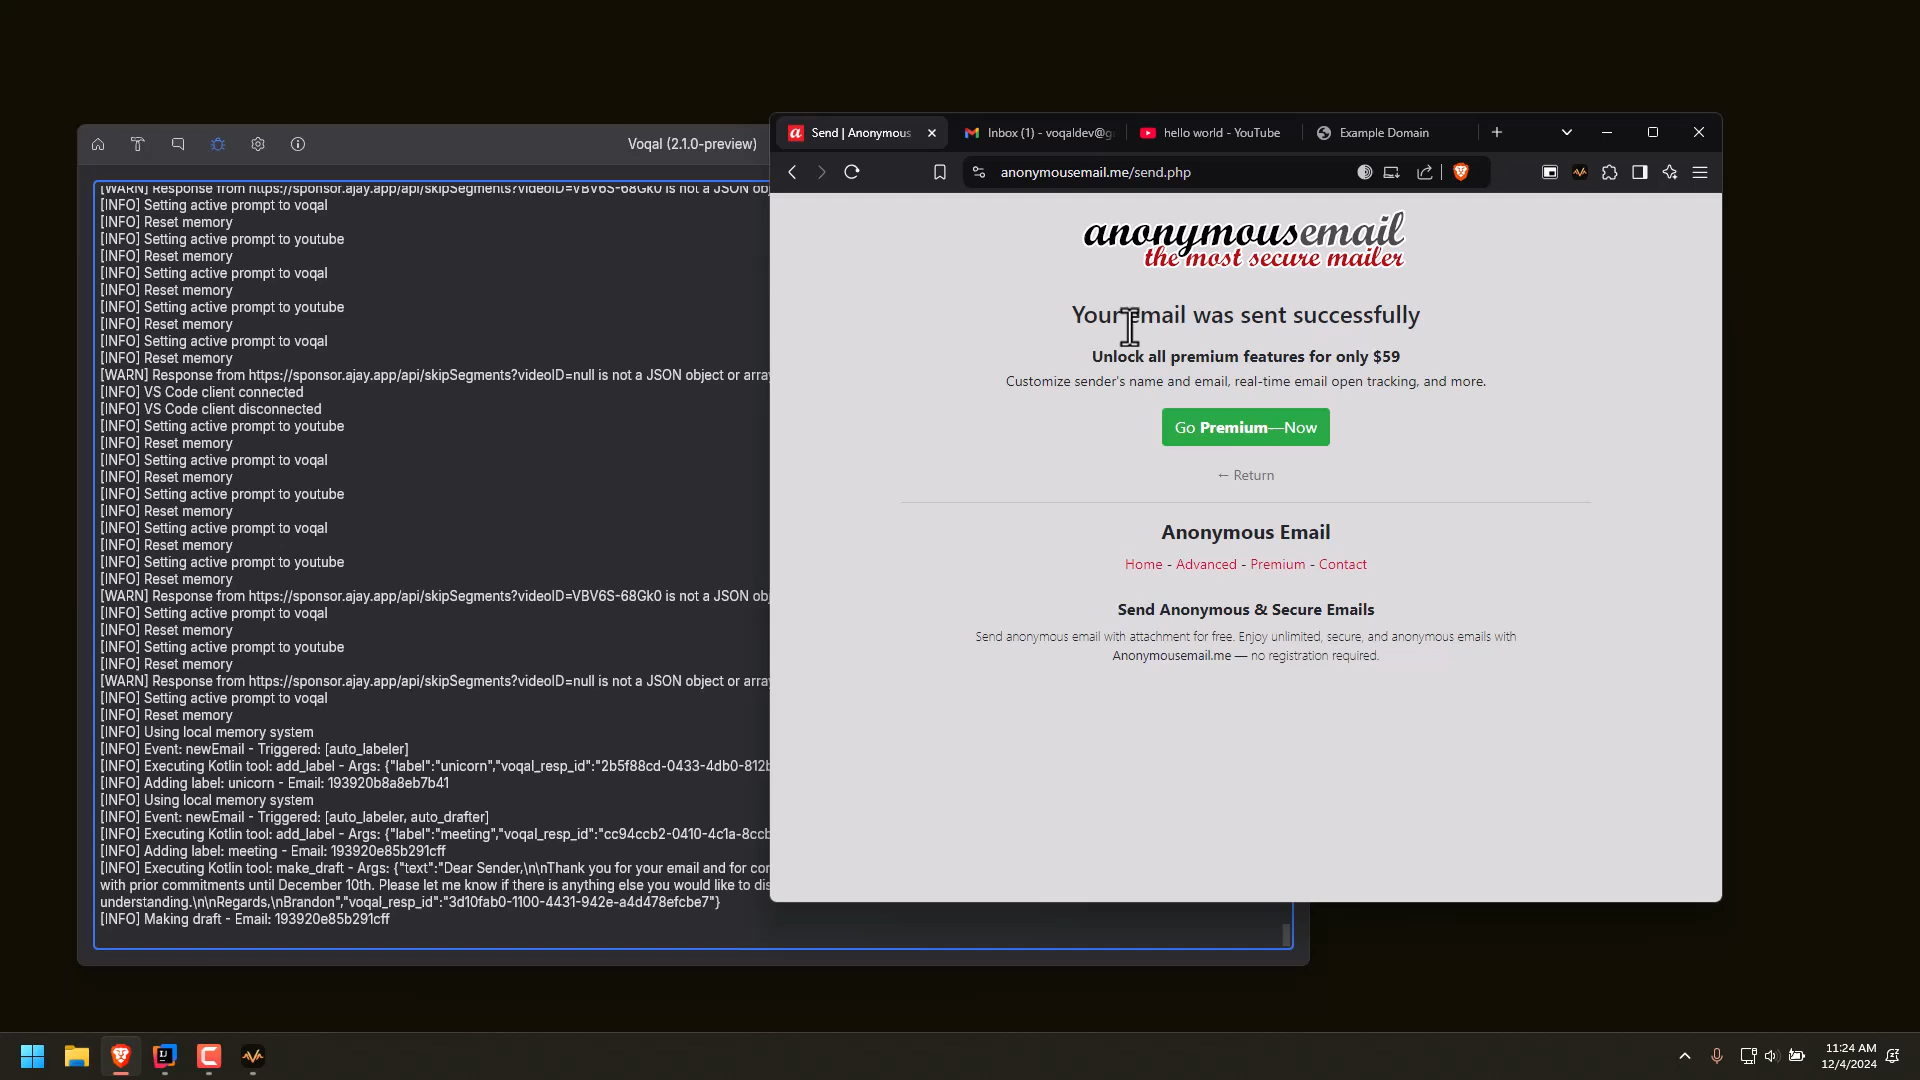 Voqal (2.1.0-preview)
[WARN] Response from https://sponsor.ajay.app/api/skipSegments?videoID=VBV6S-68Gk0 is not a JSON ob
[INFO] Setting active prompt to voqal
[INFO] Reset memory
[INFO] Setting active prompt to youtube
[INFO] Reset memory
[INFO] Setting active prompt to voqal
[INFO] Reset memory
[INFO] Setting active prompt to youtube
[INFO] Reset memory
[INFO] Setting active prompt to voqal
[INFO] Reset memory
[WARN] Response from https://sponsor.ajay.app/api/skipSegments?videoID=null is not a JSON object or array
[INFO] VS Code client connected
[INFO] VS Code client disconnected
[INFO] Setting active prompt to youtube
[INFO] Reset memory
[INFO] Setting active prompt to voqal
[INFO] Reset memory
[INFO] Setting active prompt to youtube
[INFO] Reset memory
[INFO] Setting active prompt to voqal
[INFO] Reset memory
[INFO] Setting active prompt to youtube
[INFO] Reset memory
[WARN] Response from https://sponsor.ajay.app/api/skipSegments?videoID=VBV6S-68Gk0 is not a JSON obj
[INFO] Setting active prompt to voqal
[INFO] Reset memory
[INFO] Setting active prompt to youtube
[INFO] Reset memory
[WARN] Response from https://sponsor.ajay.app/api/skipSegments?videoID=null is not a JSON object or array
[INFO] Setting active prompt to voqal
[INFO] Reset memory
[INFO] Using local memory system
[INFO] Event: newEmail - Triggered: [auto_labeler]
[INFO] Executing Kotlin tool: add_label - Args: {"label":"unicorn","voqal_resp_id":"2b5f88cd-0433-4db0-812b
[INFO] Adding label: unicorn - Email: 193920b8a8eb7b41
[INFO] Using local memory system
[INFO] Event: newEmail - Triggered: [auto_labeler, auto_drafter]
[INFO] Executing Kotlin tool: add_label - Args: {"label":"meeting","voqal_resp_id":"cc94ccb2-0410-4c1a-8ccb
[INFO] Adding label: meeting - Email: 193920e85b291cff
[INFO] Executing Kotlin tool: make_draft - Args: {"text":"Dear Sender,\n\nThank you for your email and for cor
with prior commitments until December 10th. Please let me know if there is anything else you would like to dis
understanding.\n\nRegards,\nBrandon","voqal_resp_id":"3d10fab0-1100-4431-942e-a4d478efcbe7"}
[INFO] Making draft - Email: 193920e85b291cff
Send | Anonymous
Inbox (1) - voqaldev@g
hello world - YouTube
Example Domain
anonymousemail.me/send.php
anonymousemail
the most secure mailer
Your email was sent successfully
Unlock all premium features for only $59
Customize sender's name and email, real-time email open tracking, and more.
Go Premium—Now
← Return
Anonymous Email
Home - Advanced - Premium - Contact
Send Anonymous & Secure Emails
Send anonymous email with attachment for free. Enjoy unlimited, secure, and anonymous emails with
Anonymousemail.me — no registration required.
11:24 AM
12/4/2024